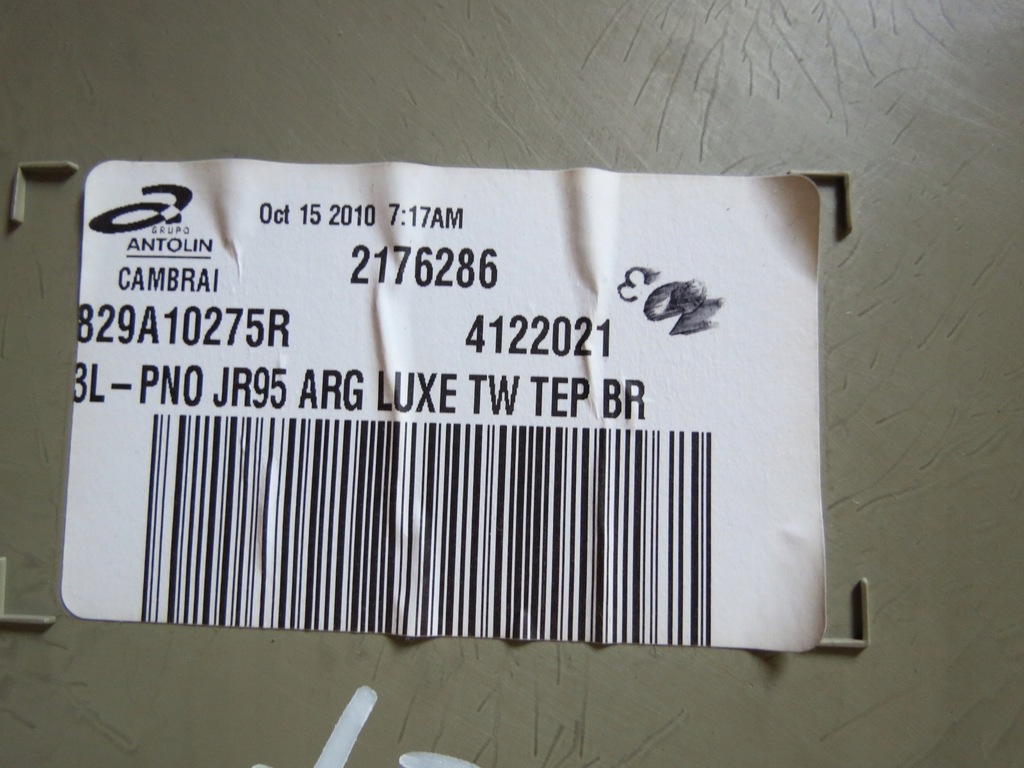 Oct 15 2010 7:17AM
GRUPO
ANTOLIN
CAMBRAI
2176286
829A10275R 4122021
3L-PNO JR95 ARG LUXE TW TEP BR